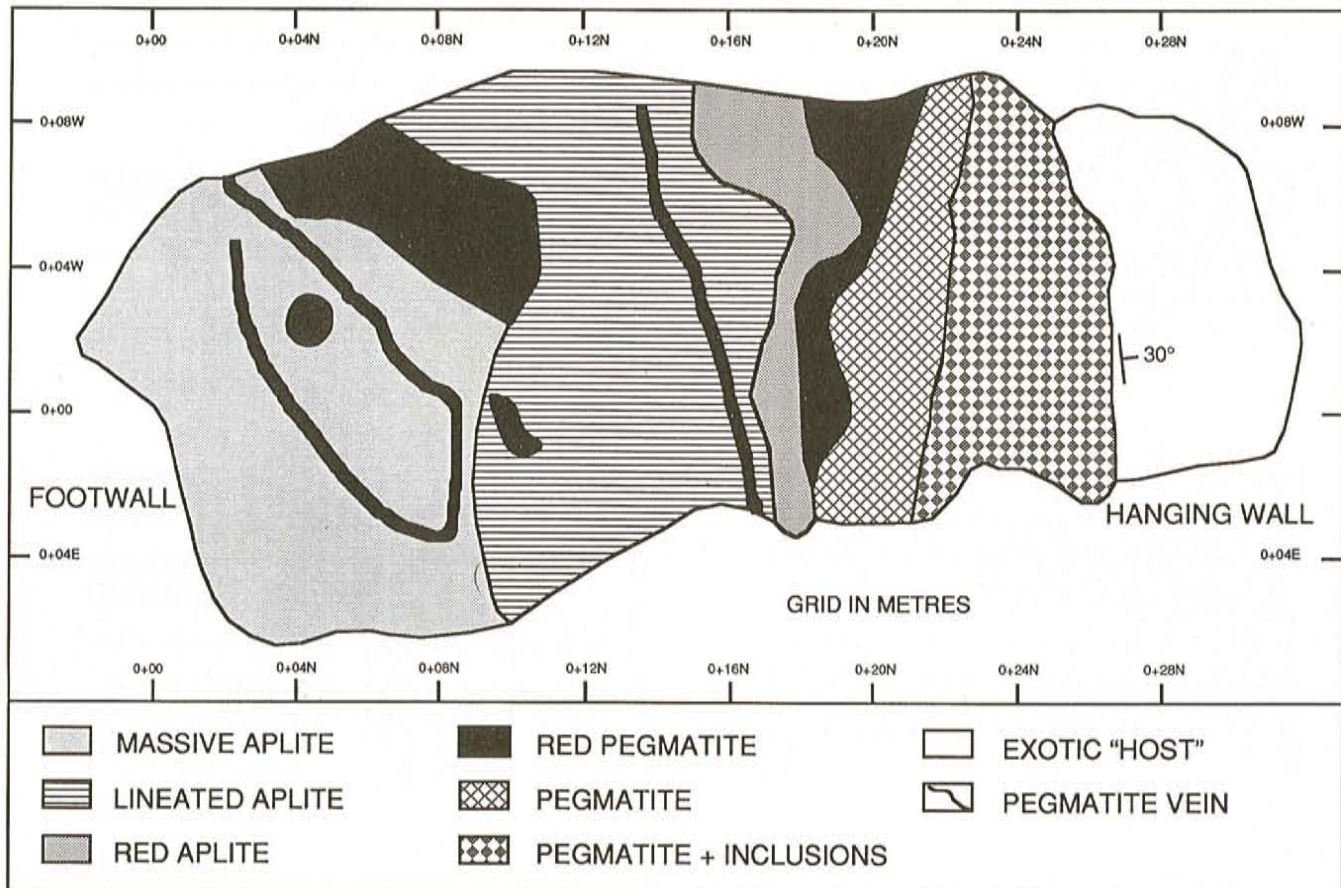 0+00 0+04N 0+08N 0+12N 0+16N 0+20N 0+24N 0+28N
0+08W 0+08W
0+04W
30°
0+00
FOOTWALL
HANGING WALL
0+04E 0+04E
GRID IN METRES
0+00 0+04N 0+08N 0+12N 0+16N 0+20N 0+24N 0+28N
MASSIVE APLITE RED PEGMATITE EXOTIC “HOST”
LINEATED APLITE PEGMATITE PEGMATITE VEIN
RED APLITE PEGMATITE + INCLUSIONS